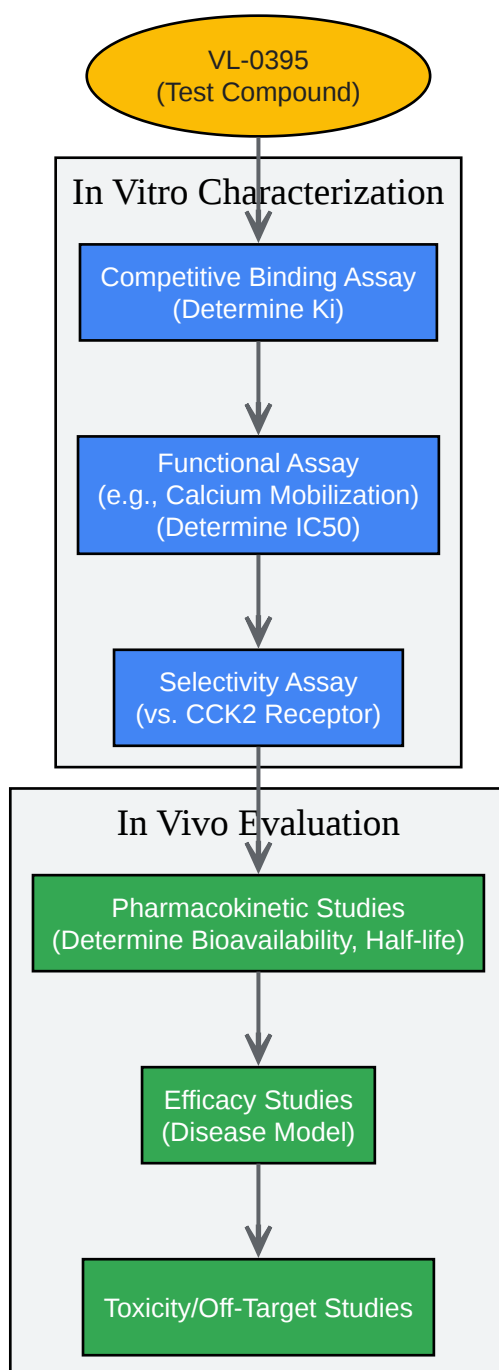 VL-0395
(Test Compound)
In Vitro Characterization
Competitive Binding Assay
(Determine Ki)
Functional Assay
(e.g., Calcium Mobilization)
(Determine IC50)
Selectivity Assay
(vs. CCK2 Receptor)
In Vivo Evaluation
Pharmacokinetic Studies
(Determine Bioavailability, Half-life)
Efficacy Studies
(Disease Model)
Toxicity/Off-Target Studies